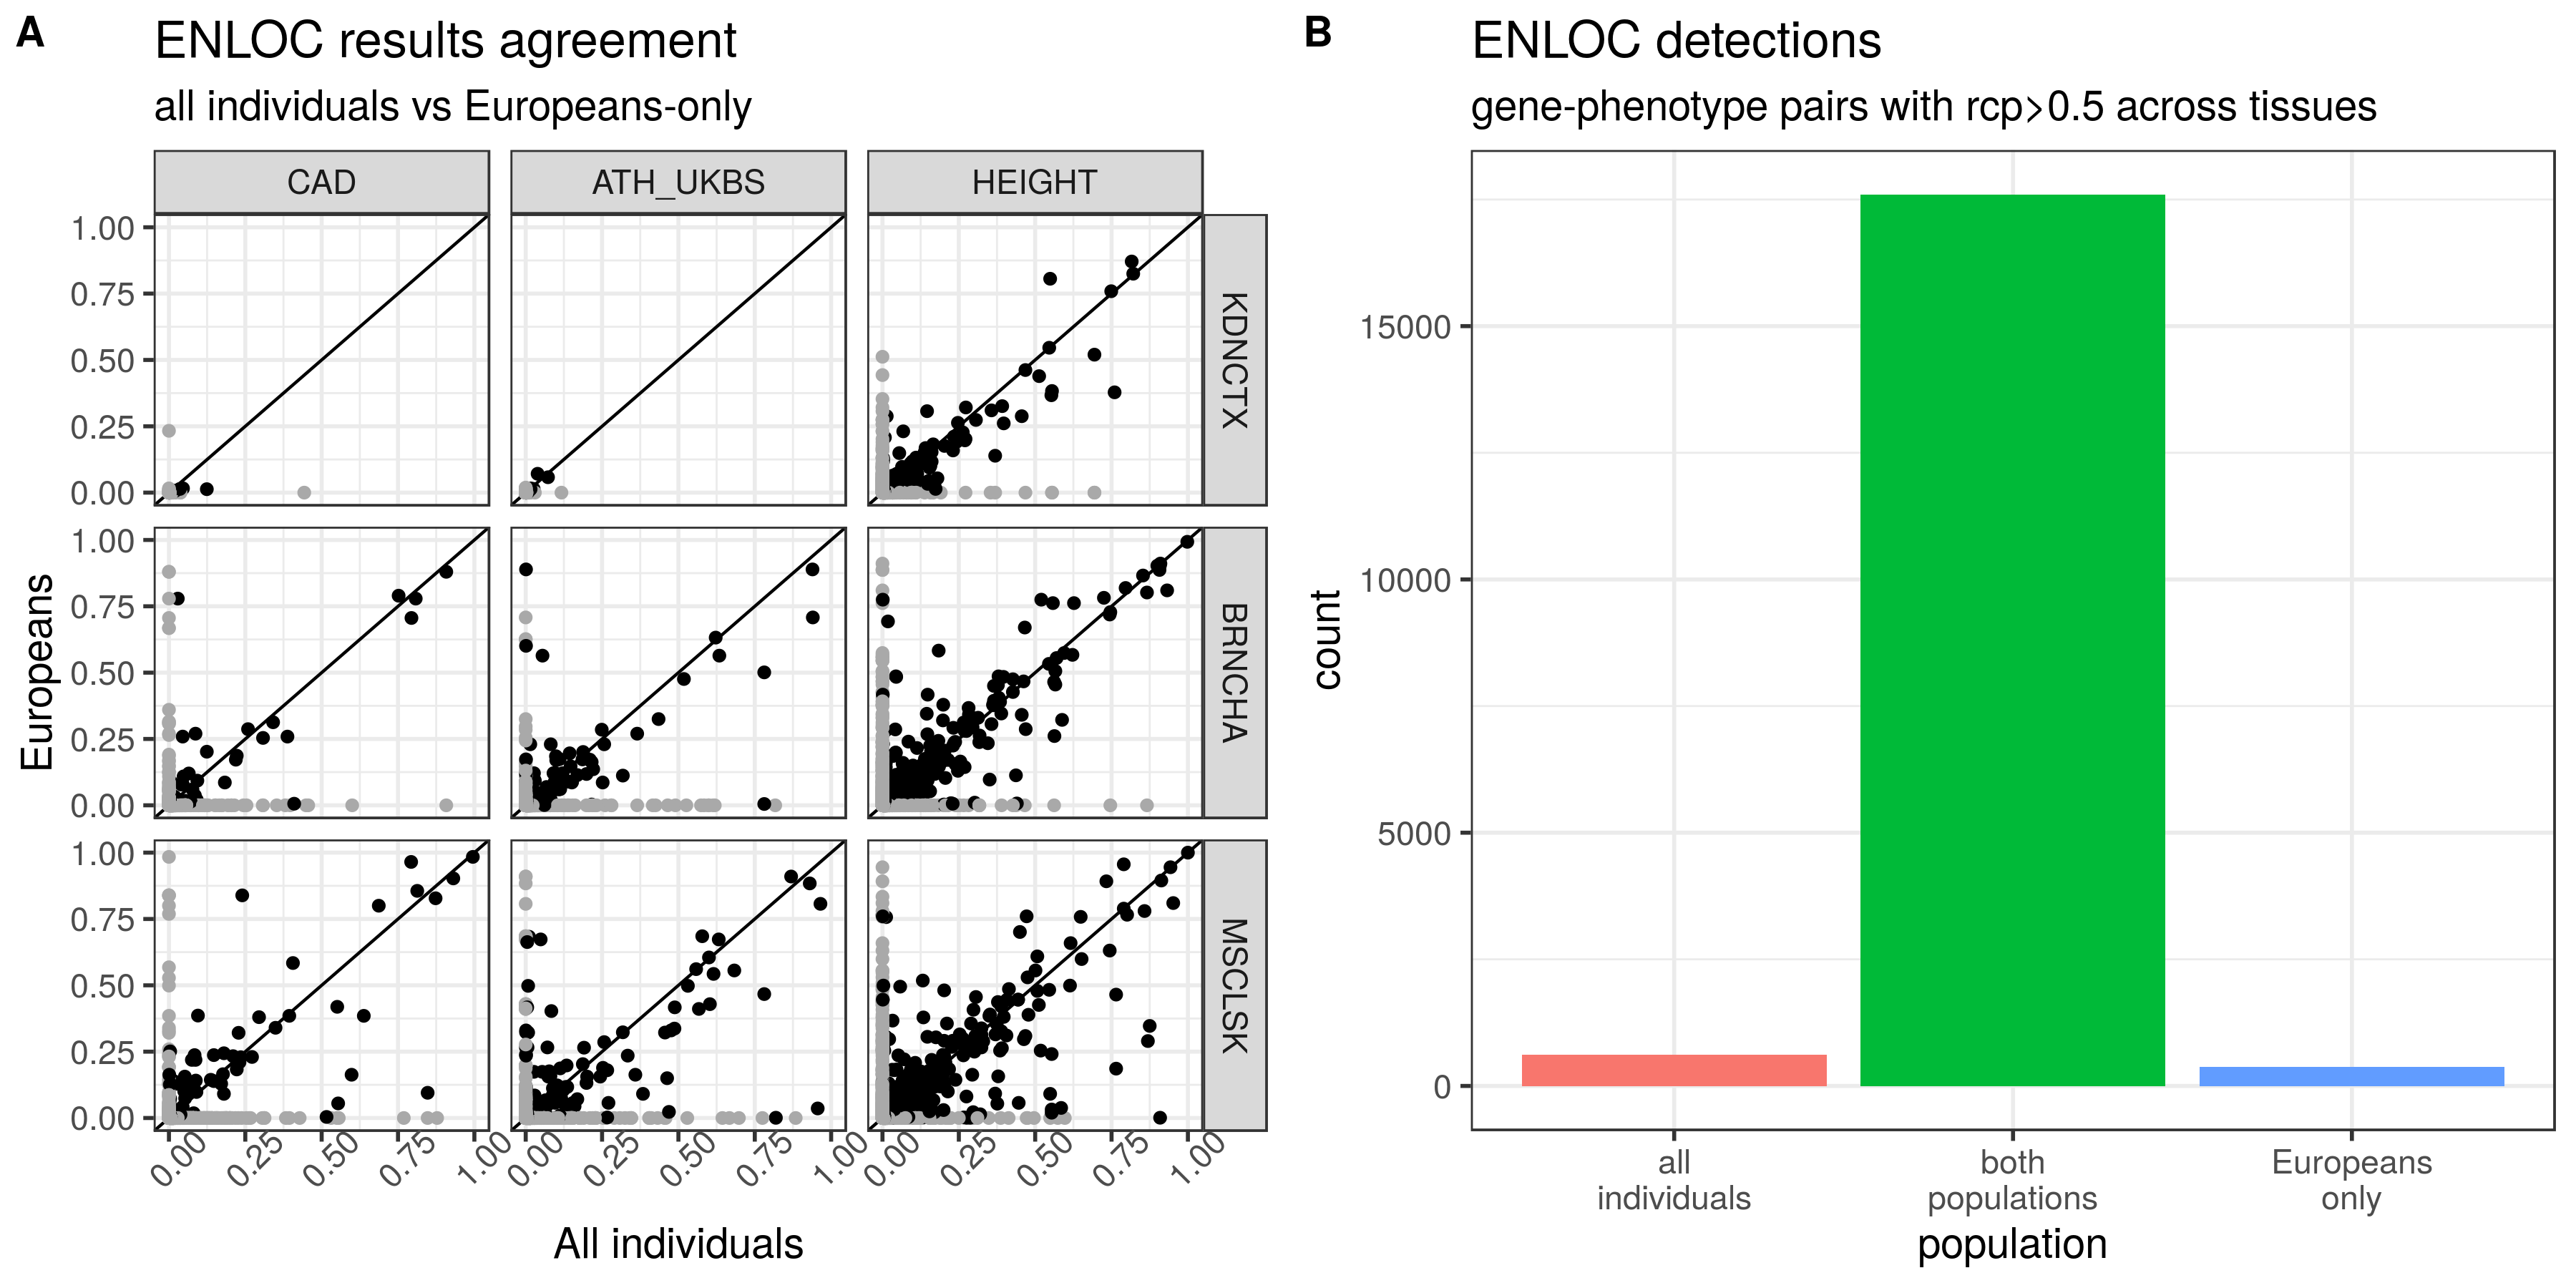 A
ENLOC results agreement
all individuals vs Europeans-only
CAD
ATH_UKBS
HEIGHT
1.00
0.75
0.50
0.25
0.00
KDNCTX
1.00
0.75
0.50
0.25
0.00
BRNCHA
1.00
0.75
0.50
0.25
0.00
MSCLSK
Europeans
0.00 0.25 0.50 0.75 1.00
0.00 0.25 0.50 0.75 1.00
0.00 0.25 0.50 0.75 1.00
All individuals
B
ENLOC detections
gene-phenotype pairs with rcp>0.5 across tissues
15000
10000
5000
0
count
all
individuals
both
populations
Europeans
only
population